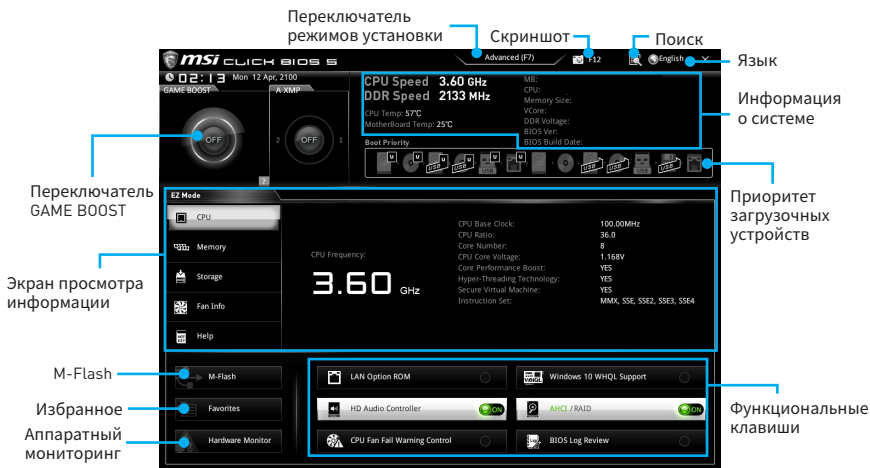 Переключатель
режимов установки
Скриншот
Поиск
Язык
Информация
о системе
Приоритет
загрузочных
устройств
Функциональные
клавиши
Переключатель
GAME BOOST
Экран просмотра
информации
M-Flash
Избранное
Аппаратный
мониторинг
msi CLICK BIOS 5
Advanced (F7)
F12
English
X
02:13 Mon 12 Apr, 2100
GAME BOOST
A-XMP
OFF
2 OFF 1
2
CPU Speed 3.60 GHz
DDR Speed 2133 MHz
CPU Temp: 57°C
MotherBoard Temp: 25°C
MB:
CPU:
Memory Size:
VCore:
DDR Voltage:
BIOS Ver:
BIOS Build Date:
Boot Priority
U U U U U U
USB USB USB USB USB USB
EZ Mode
CPU
Memory
Storage
Fan Info
Help
CPU Frequency:
3.60 GHz
CPU Base Clock: 100.00MHz
CPU Ratio: 36.0
Core Number: 8
CPU Core Voltage: 1.168V
Core Performance Boost: YES
Hyper-Threading Technology: YES
Secure Virtual Machine: YES
Instruction Set: MMX, SSE, SSE2, SSE3, SSE4
M-Flash
Favorites
Hardware Monitor
LAN Option ROM
Windows 10 WHQL Support
HD Audio Controller ON
AHCI /RAID ON
CPU Fan Fail Warning Control
BIOS Log Review